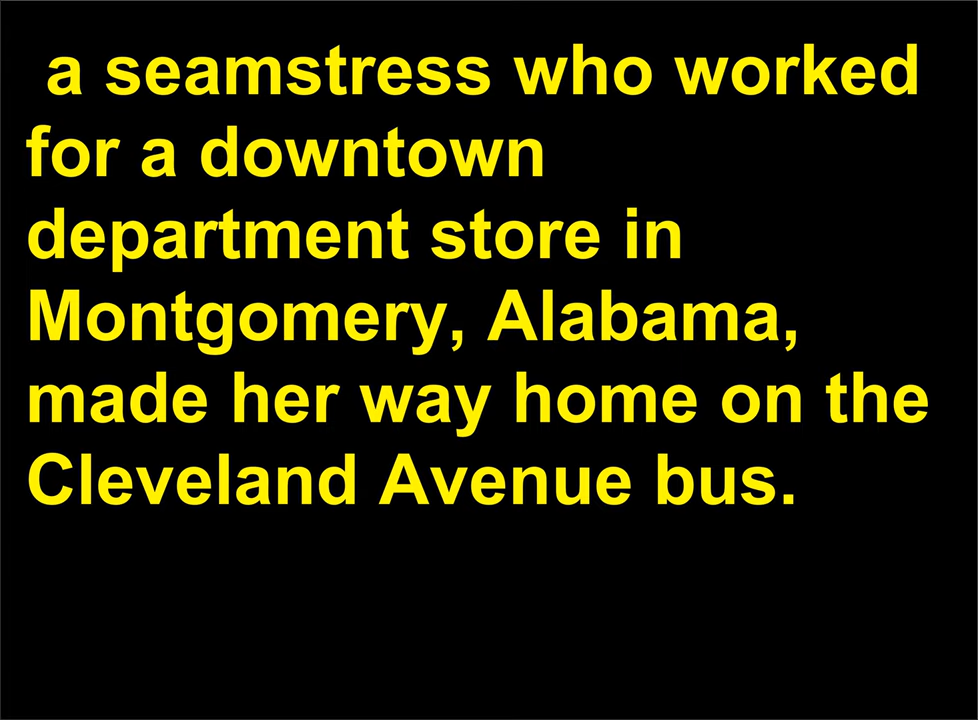 a seamstress who worked
for a downtown
department store in
Montgomery, Alabama,
made her way home on the
Cleveland Avenue bus.